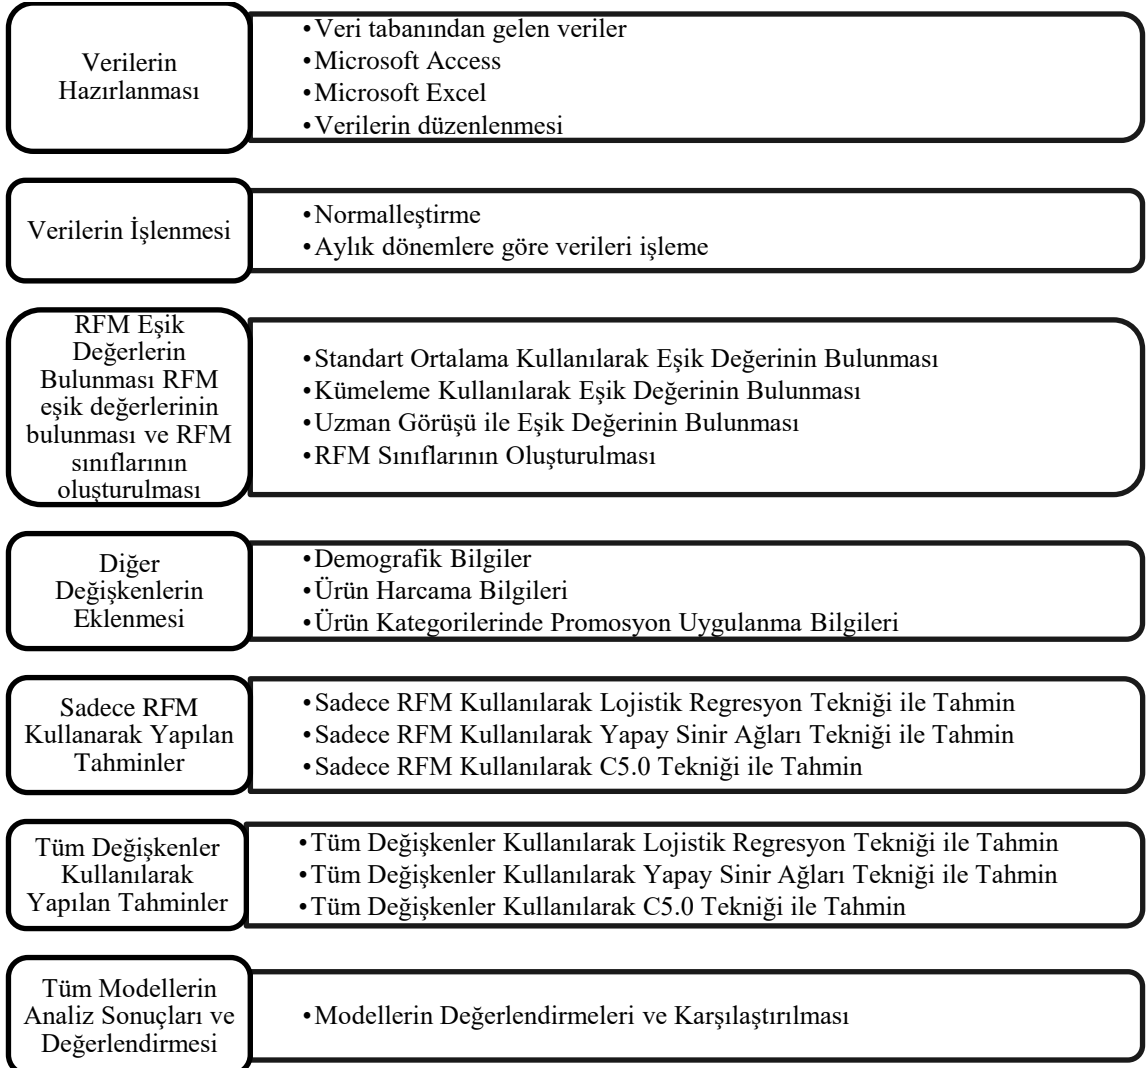 Verilerin
Hazırlanması
•Veri tabanından gelen veriler
•Microsoft Access
•Microsoft Excel
•Verilerin düzenlenmesi
Verilerin İşlenmesi
•Normalleştirme
•Aylık dönemlere göre verileri işleme
RFM Eşik
Değerlerin
Bulunması RFM
eşik değerlerinin
bulunması ve RFM
sınıflarının
oluşturulması
•Standart Ortalama Kullanılarak Eşik Değerinin Bulunması
•Kümeleme Kullanılarak Eşik Değerinin Bulunması
•Uzman Görüşü ile Eşik Değerinin Bulunması
•RFM Sınıflarının Oluşturulması
Diğer
Değişkenlerin
Eklenmesi
•Demografik Bilgiler
•Ürün Harcama Bilgileri
•Ürün Kategorilerinde Promosyon Uygulanma Bilgileri
Sadece RFM
Kullanarak Yapılan
Tahminler
•Sadece RFM Kullanılarak Lojistik Regresyon Tekniği ile Tahmin
•Sadece RFM Kullanılarak Yapay Sinir Ağları Tekniği ile Tahmin
•Sadece RFM Kullanılarak C5.0 Tekniği ile Tahmin
Tüm Değişkenler
Kullanılarak
Yapılan Tahminler
•Tüm Değişkenler Kullanılarak Lojistik Regresyon Tekniği ile Tahmin
•Tüm Değişkenler Kullanılarak Yapay Sinir Ağları Tekniği ile Tahmin
•Tüm Değişkenler Kullanılarak C5.0 Tekniği ile Tahmin
Tüm Modellerin
Analiz Sonuçları ve
Değerlendirmesi
•Modellerin Değerlendirmeleri ve Karşılaştırılması